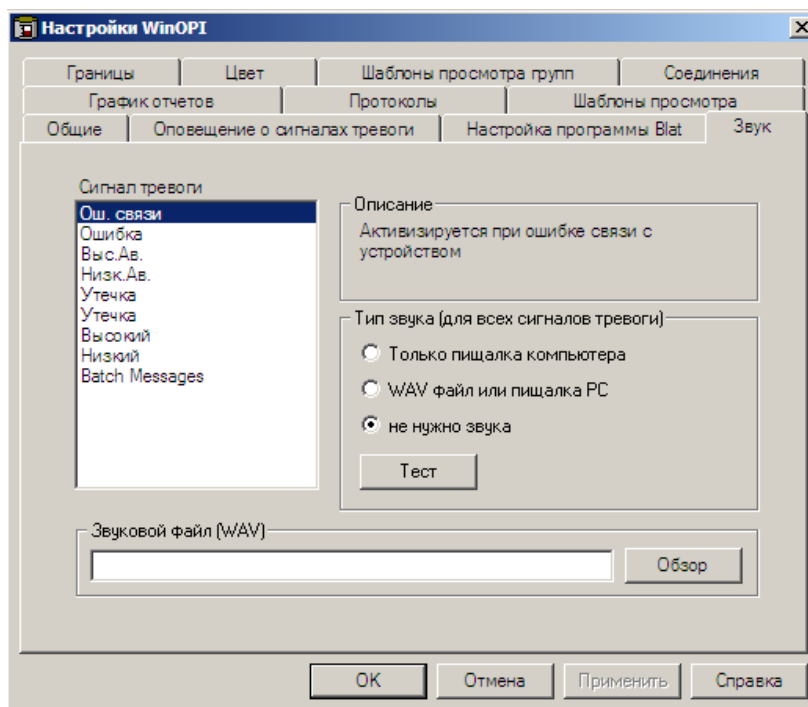 Настройки WinOPI
Границы
Цвет
Шаблоны просмотра групп
Соединения
График отчетов
Протоколы
Шаблоны просмотра
Общие
Оповещение о сигналах тревоги
Настройка программы Blat
Звук
Сигнал тревоги
Ош. связи
Ошибка
Выс.Ав.
Низк.Ав.
Утечка
Утечка
Высокий
Низкий
Batch Messages
Описание
Активизируется при ошибке связи с
устройством
Тип звука (для всех сигналов тревоги)
Только пищалка компьютера
WAV файл или пищалка PC
не нужно звука
Тест
Звуковой файл (WAV)
Обзор
OK
Отмена
Применить
Справка